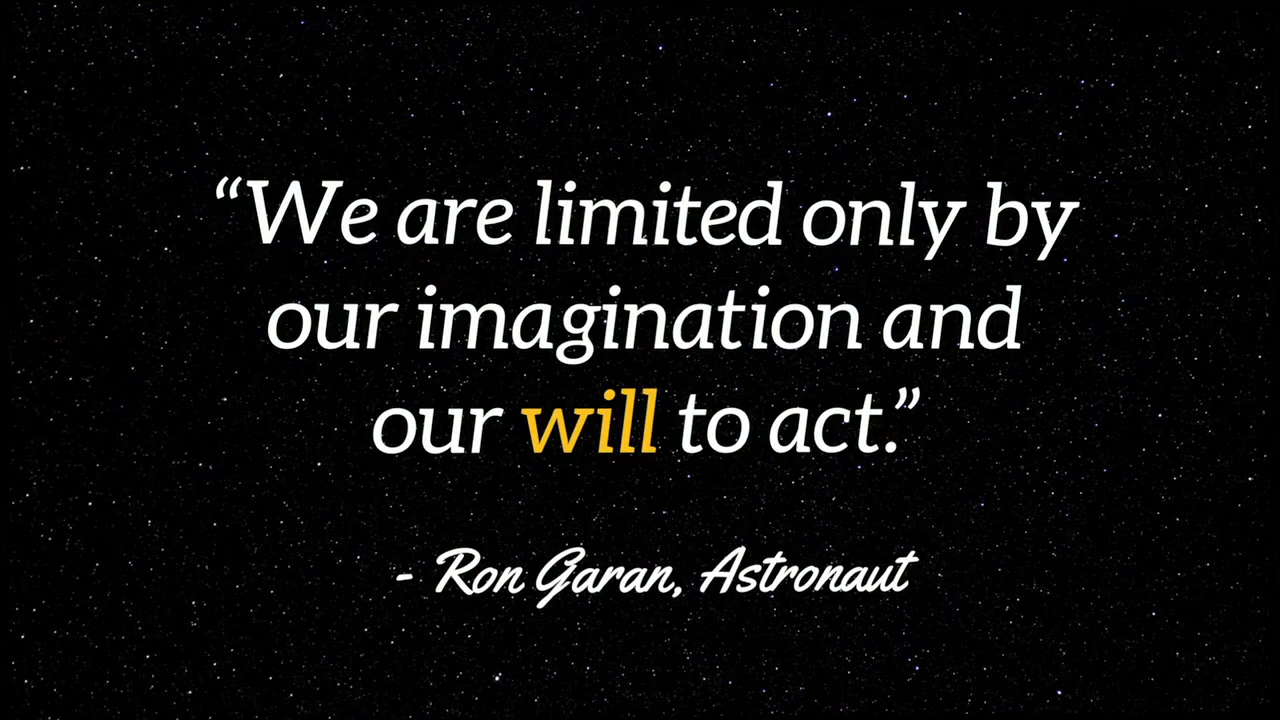 “We are limited only by
our imagination and
our will to act.”
- Ron Garan, Astronaut